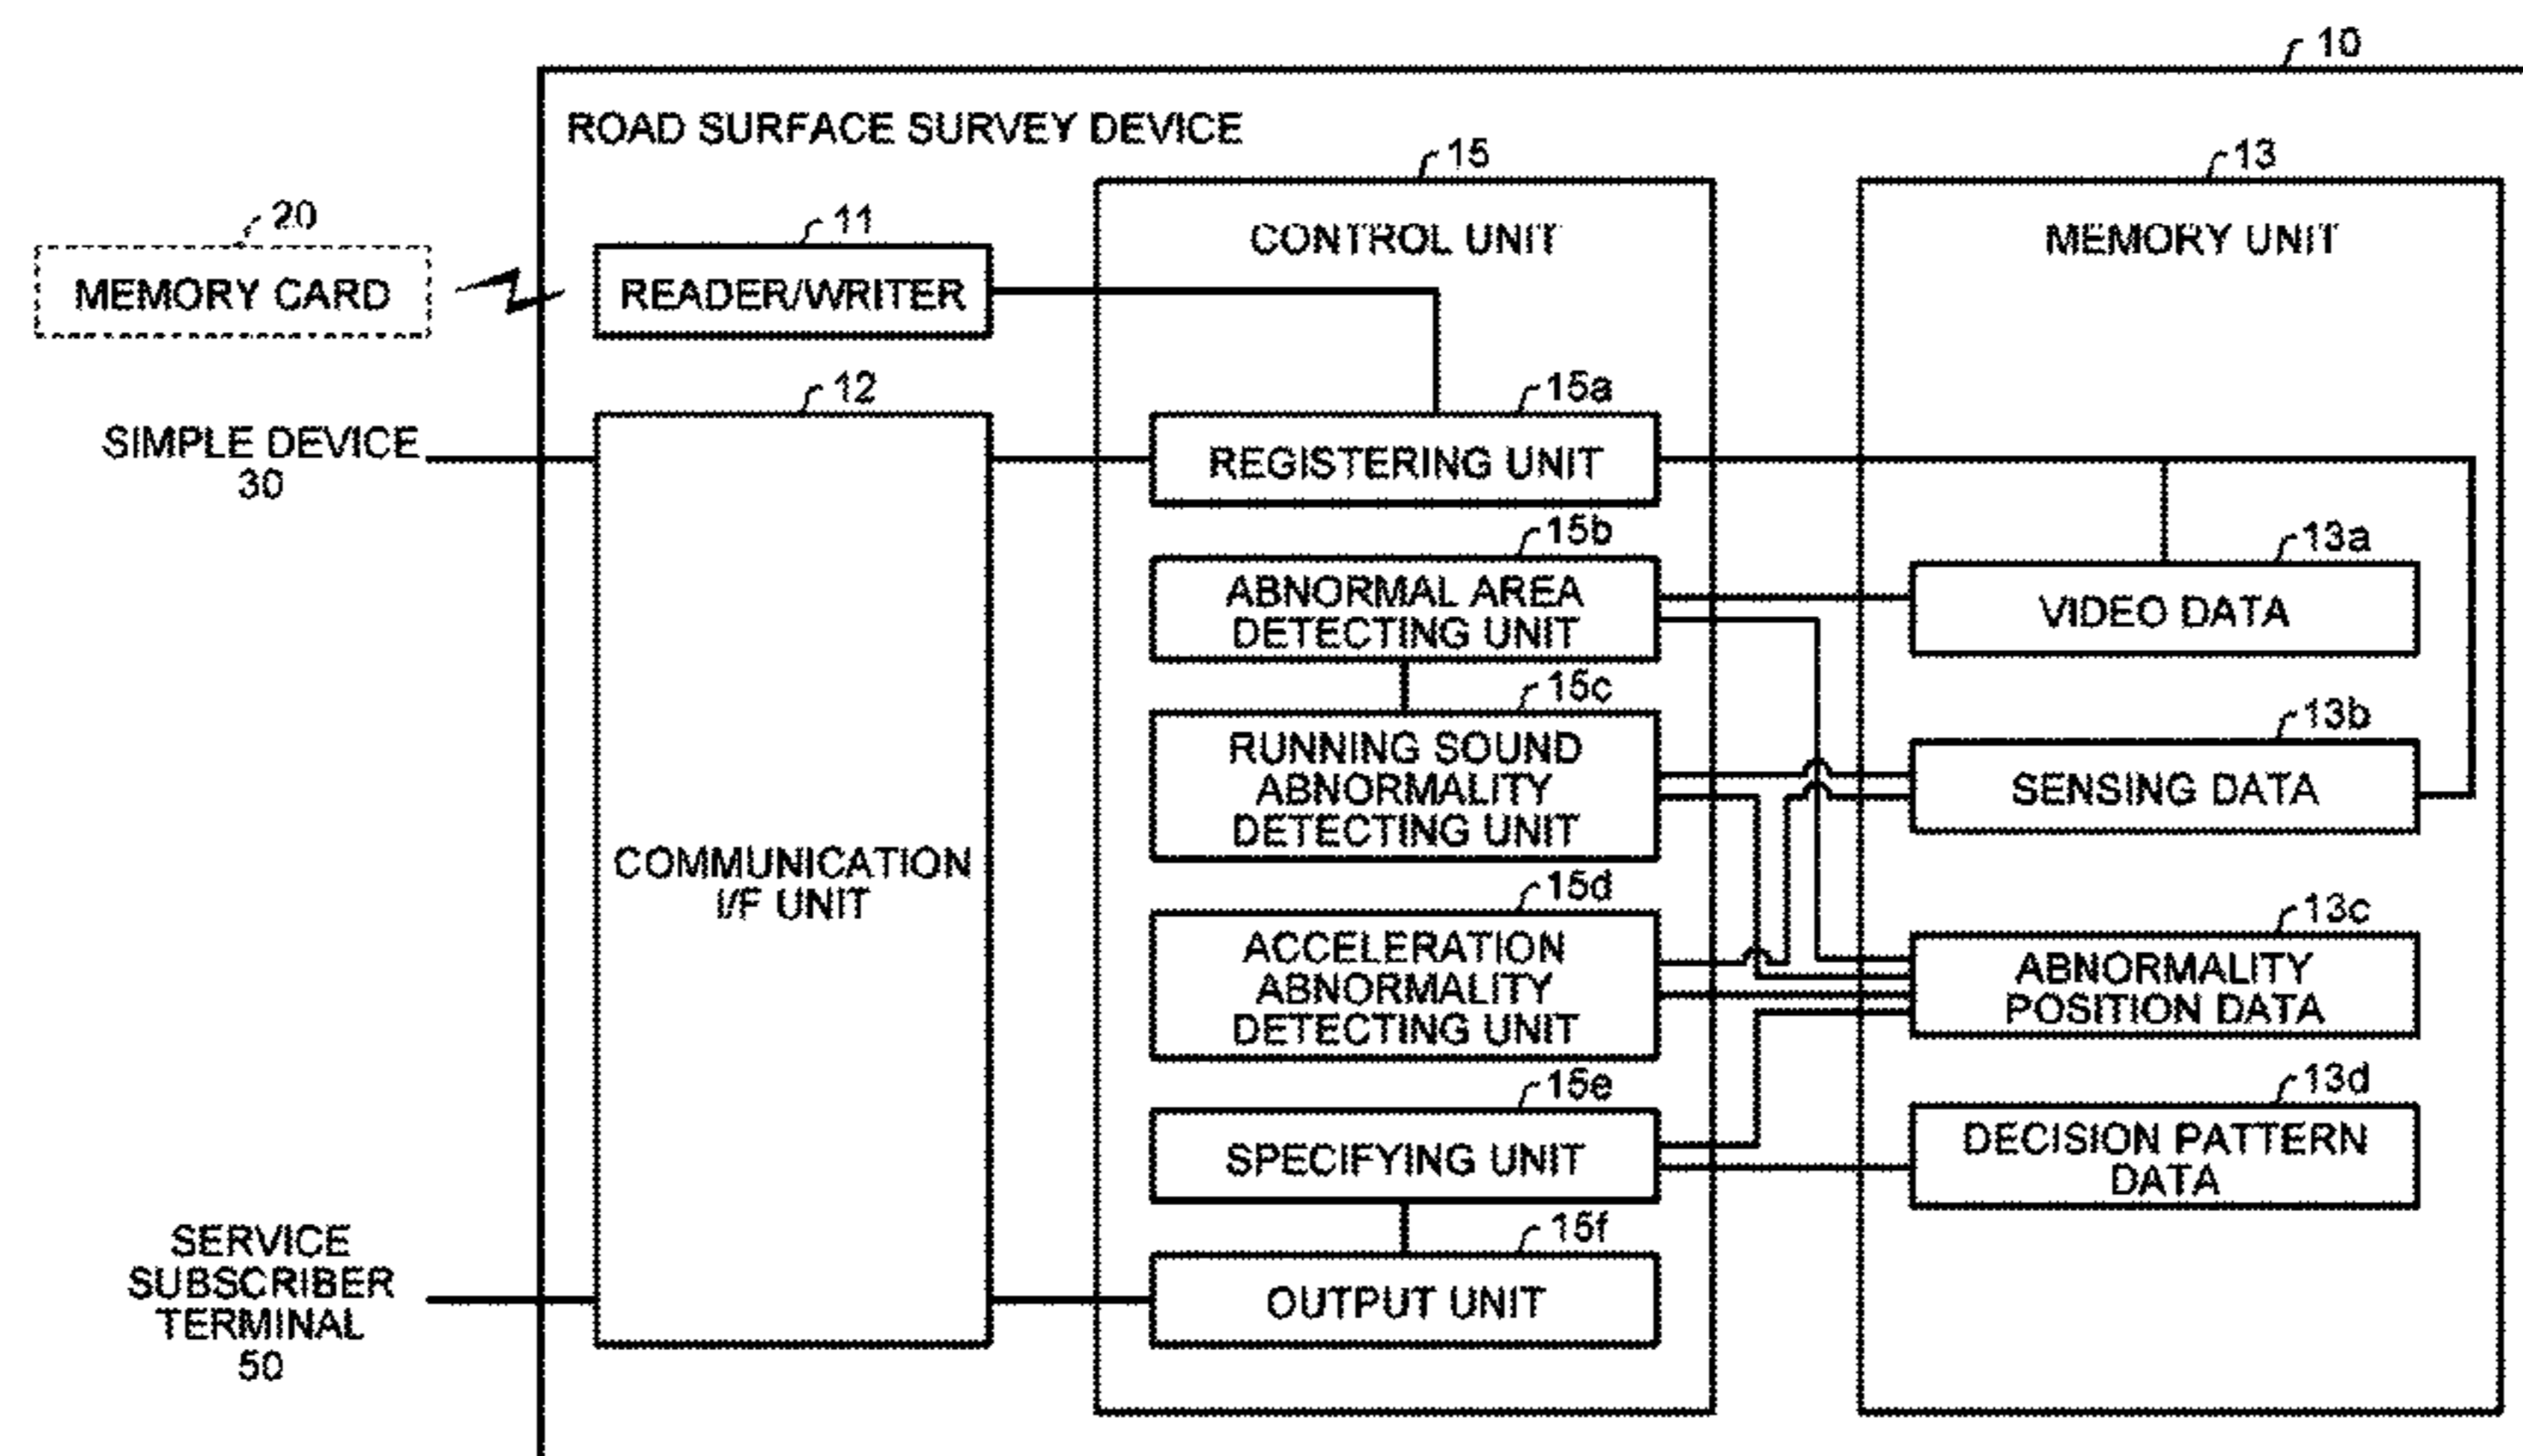 10
ROAD SURFACE SURVEY DEVICE
15
13
20
11
CONTROL UNIT
MEMORY UNIT
MEMORY CARD
READER/WRITER
12
15a
SIMPLE DEVICE
30
REGISTERING UNIT
15b
13a
ABNORMAL AREA
DETECTING UNIT
VIDEO DATA
15c
13b
RUNNING SOUND
ABNORMALITY
DETECTING UNIT
SENSING DATA
COMMUNICATION
I/F UNIT
15d
13c
ACCELERATION
ABNORMALITY
DETECTING UNIT
ABNORMALITY
POSITION DATA
15e
13d
SPECIFYING UNIT
DECISION PATTERN
DATA
15f
SERVICE
SUBSCRIBER
TERMINAL
50
OUTPUT UNIT